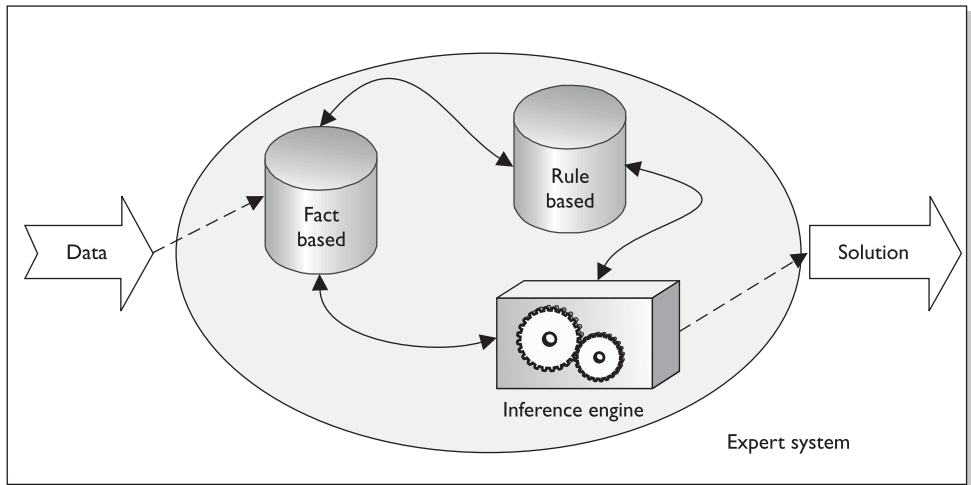 Rule
based
Fact
based
Data
Solution
Inference engine
Expert system